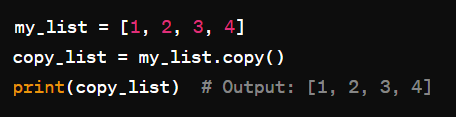 my_list = [1, 2, 3, 4]
copy_list = my_list.copy()
print(copy_list)  # Output: [1, 2, 3, 4]